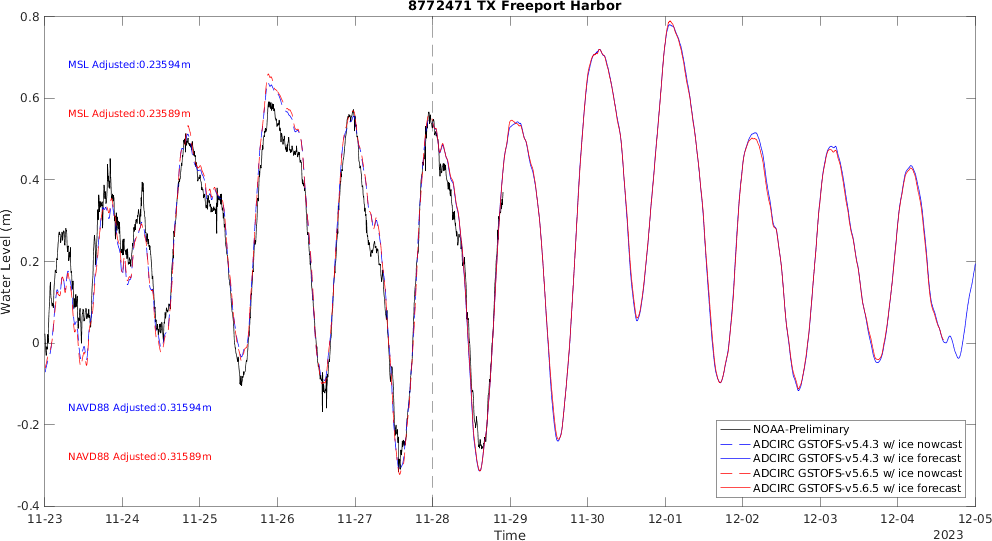 8772471 TX Freeport Harbor
Water Level (m)
0.8
0.6
0.4
0.2
0
-0.2
-0.4
MSL Adjusted:0.23594m
MSL Adjusted:0.23589m
NAVD88 Adjusted:0.31594m
NAVD88 Adjusted:0.31589m
NOAA-Preliminary
ADCIRC GSTOFS-v5.4.3 w/ ice nowcast
ADCIRC GSTOFS-v5.4.3 w/ ice forecast
ADCIRC GSTOFS-v5.6.5 w/ ice nowcast
ADCIRC GSTOFS-v5.6.5 w/ ice forecast
11-23 11-24 11-25 11-26 11-27 11-28 11-29 11-30 12-01 12-02 12-03 12-04 12-05
Time
2023